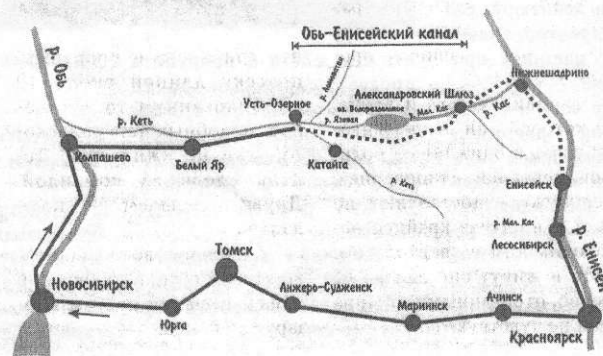 Обь-Енисейский канал
р. Обь
Нижнешадрино
Александровский Шлюз
Усть-Озерное
оз. Водораздельное
р. Мал. Кас
р. Кас
р. Кеть
р. Язевая
Колпашево
Белый Яр
Катайга
р. Кеть
Енисейск
р. Мал. Кас
Лесосибирск
р. Енисей
Томск
Новосибирск
Анжеро-Судженск
Юрга
Мариинск
Ачинск
Красноярск